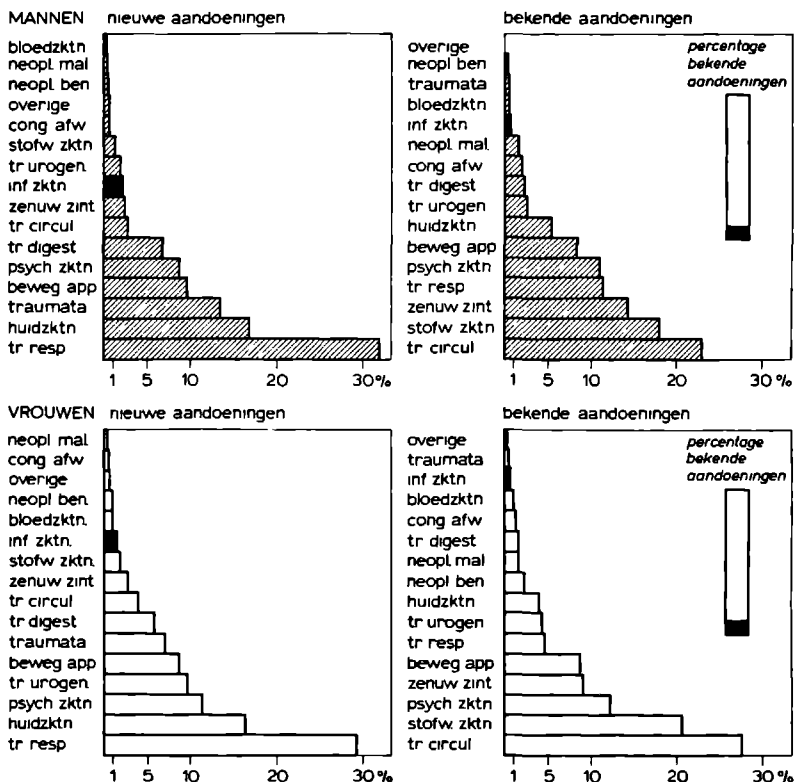 MANNEN nieuwe aandoeningen
bloedzktn
neopl mal
neopl ben
overige
cong afw
stofw zktn
tr urogen.
inf zktn
zenuw zint
tr circul
tr digest
psych zktn
beweg app
traumata
huidzktn
tr resp
1 5 10 20 30%
bekende aandoeningen
overige
neopl ben
traumata
bloedzktn
inf zktn
neopl mal.
cong afw
tr digest
tr urogen
huidzktn
beweg app
psych zktn
tr resp
zenuw zint
stofw zktn
tr circul
percentage
bekende
aandoeningen
1 5 10 20 30%
VROUWEN nieuwe aandoeningen
neopl mal
cong afw
overige
neopl ben.
bloedzktn.
inf zktn.
stofw zktn.
zenuw zint
tr circul
tr digest
traumata
beweg app
tr urogen.
psych zktn
huidzktn
tr resp
1 5 10 20 30%
bekende aandoeningen
overige
traumata
inf zktn
bloedzktn
cong afw
tr digest
neopl. mal
neopl ben
huidzktn
tr urogen
tr resp
beweg app
zenuw zint
psych zktn
stofw. zktn
tr circul
percentage
bekende
aandoeningen
1 5 10 20 30%